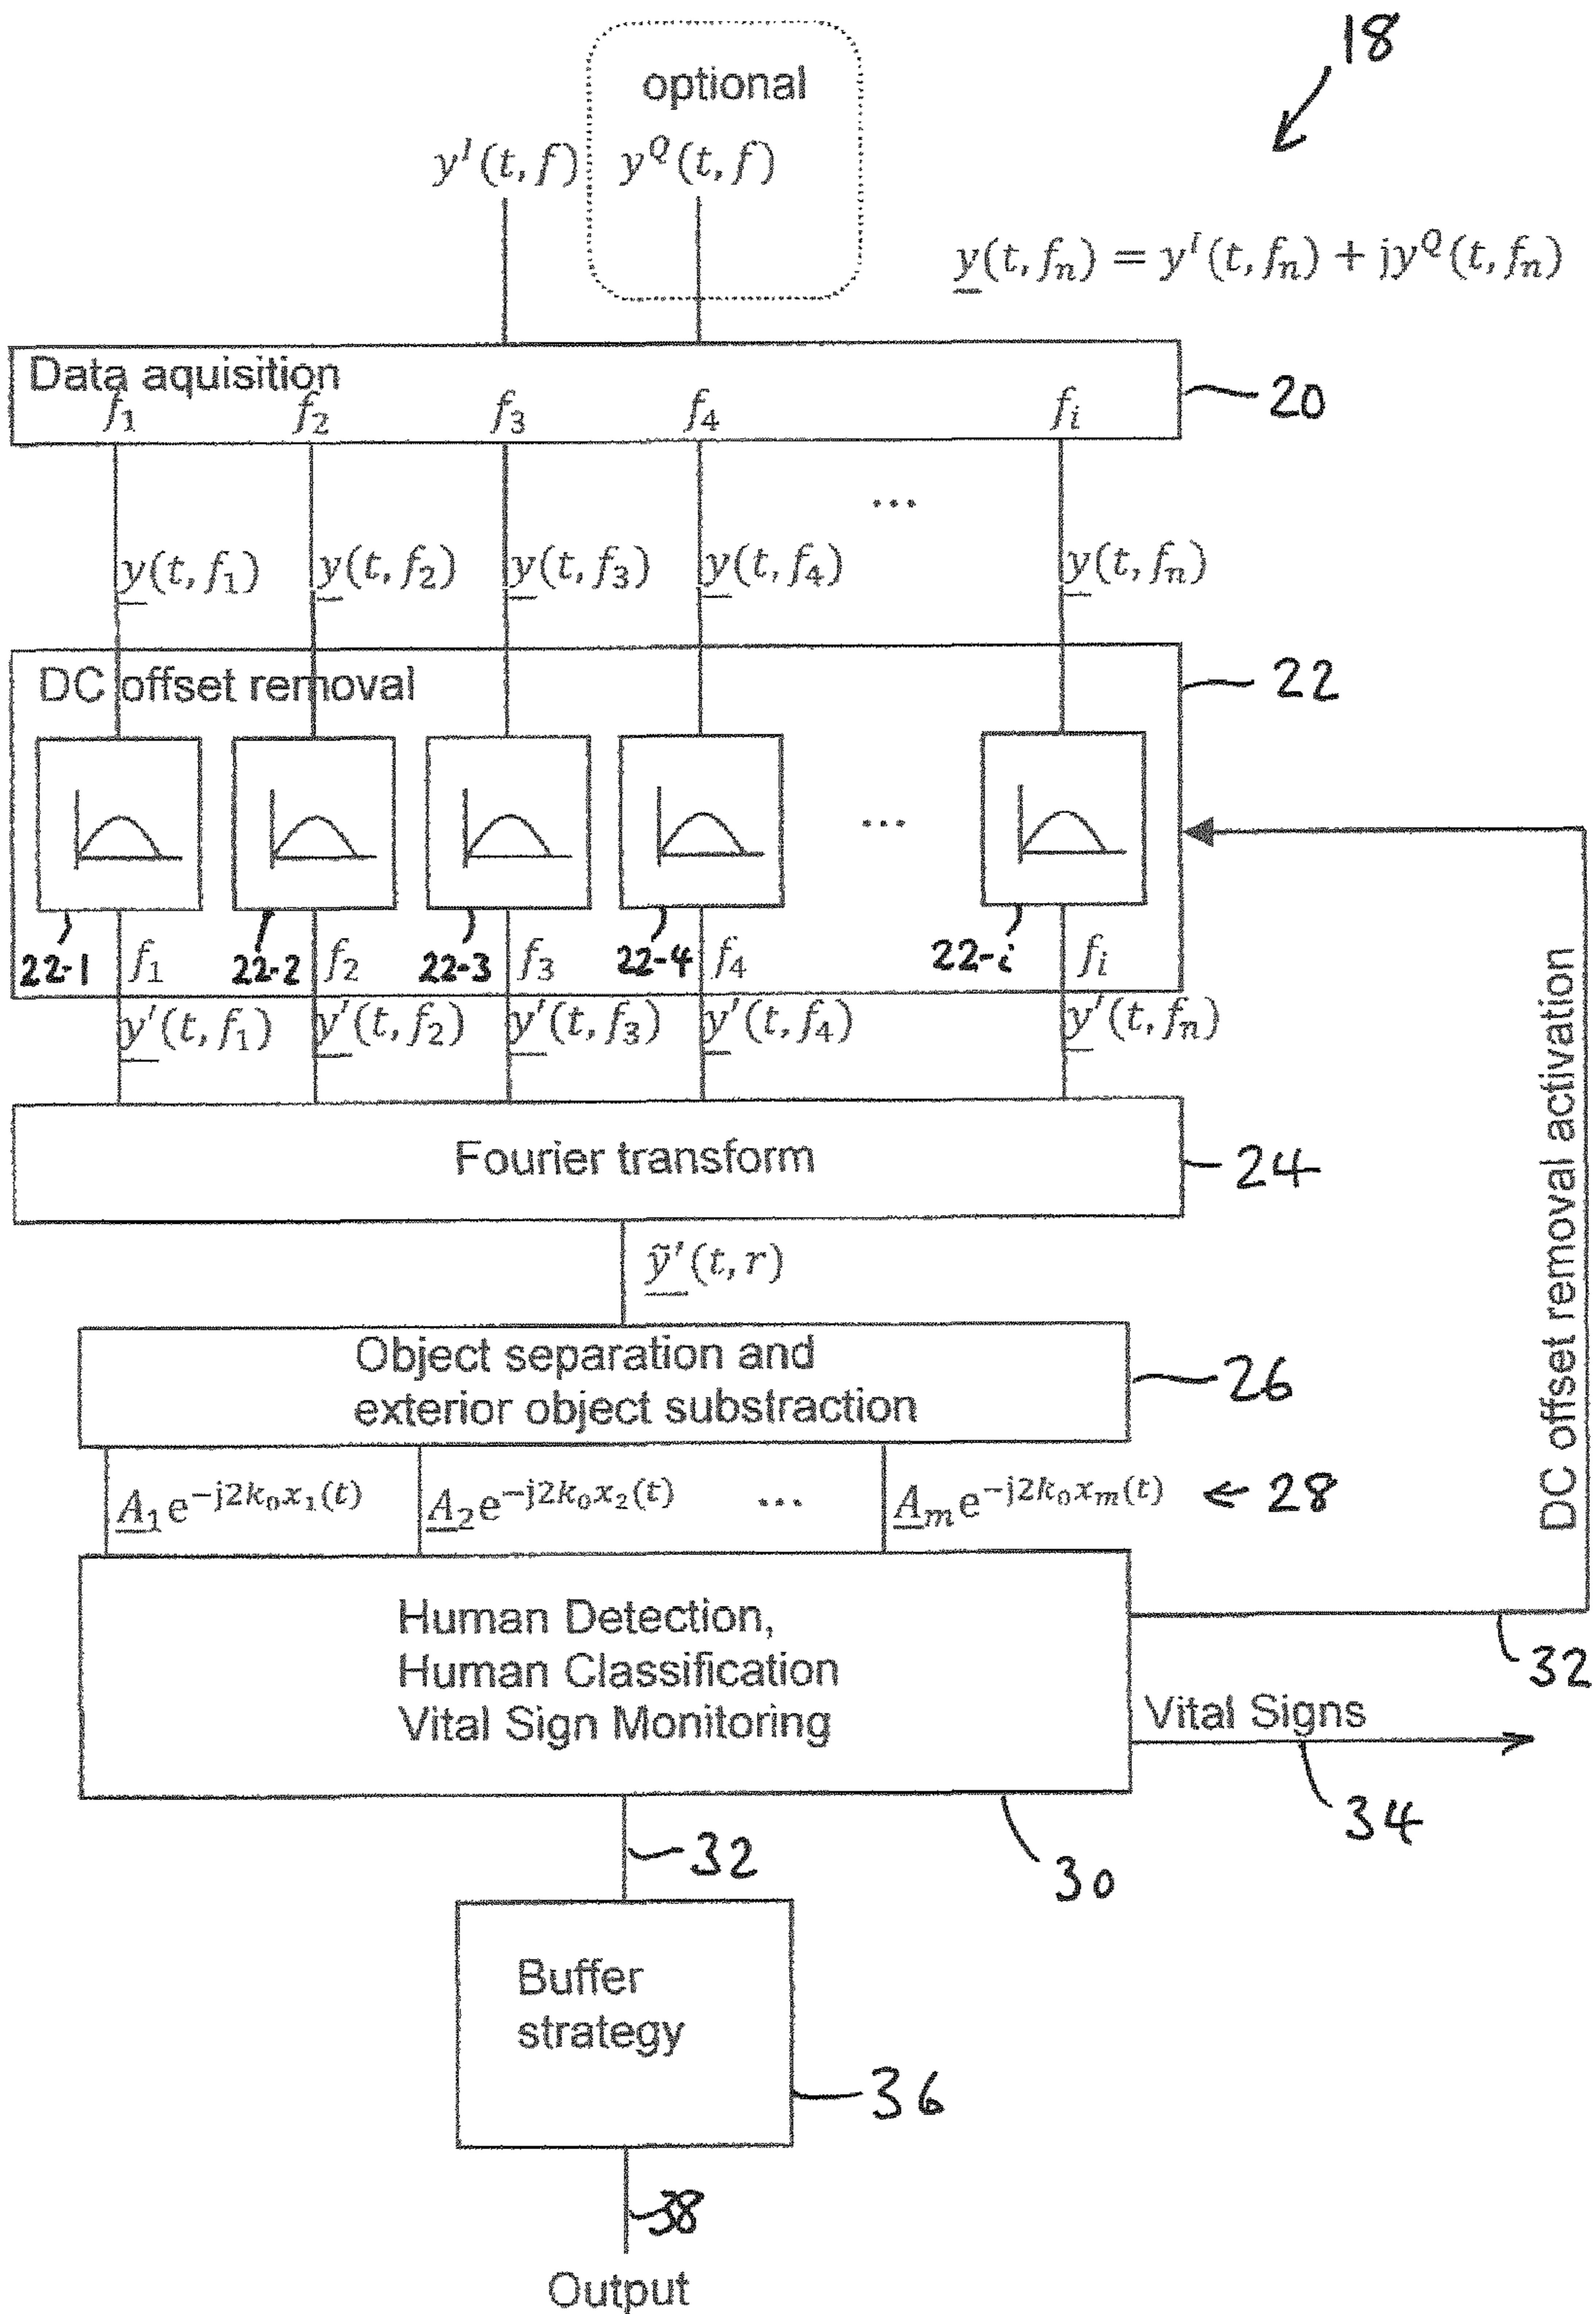 18
optional
y^I(t, f) y^Q(t, f)
y(t, f_n) = y^I(t, f_n) + jy^Q(t, f_n)
Data aquisition
f_1 f_2 f_3 f_4 f_i
20
...
y(t, f_1) y(t, f_2) y(t, f_3) y(t, f_4) y(t, f_n)
DC offset removal
22
...
22-1 f_1 22-2 f_2 22-3 f_3 22-4 f_4 22-i f_i
y'(t, f_1) y'(t, f_2) y'(t, f_3) y'(t, f_4) y'(t, f_n)
DC offset removal activation
Fourier transform
24
ỹ'(t, r)
Object separation and
exterior object substraction
26
A_1e^{-j2k_0x_1(t)} A_2e^{-j2k_0x_2(t)} ... A_me^{-j2k_0x_m(t)}
28
Human Detection,
Human Classification
Vital Sign Monitoring
32
Vital Signs
34
32
30
Buffer
strategy
36
38
Output